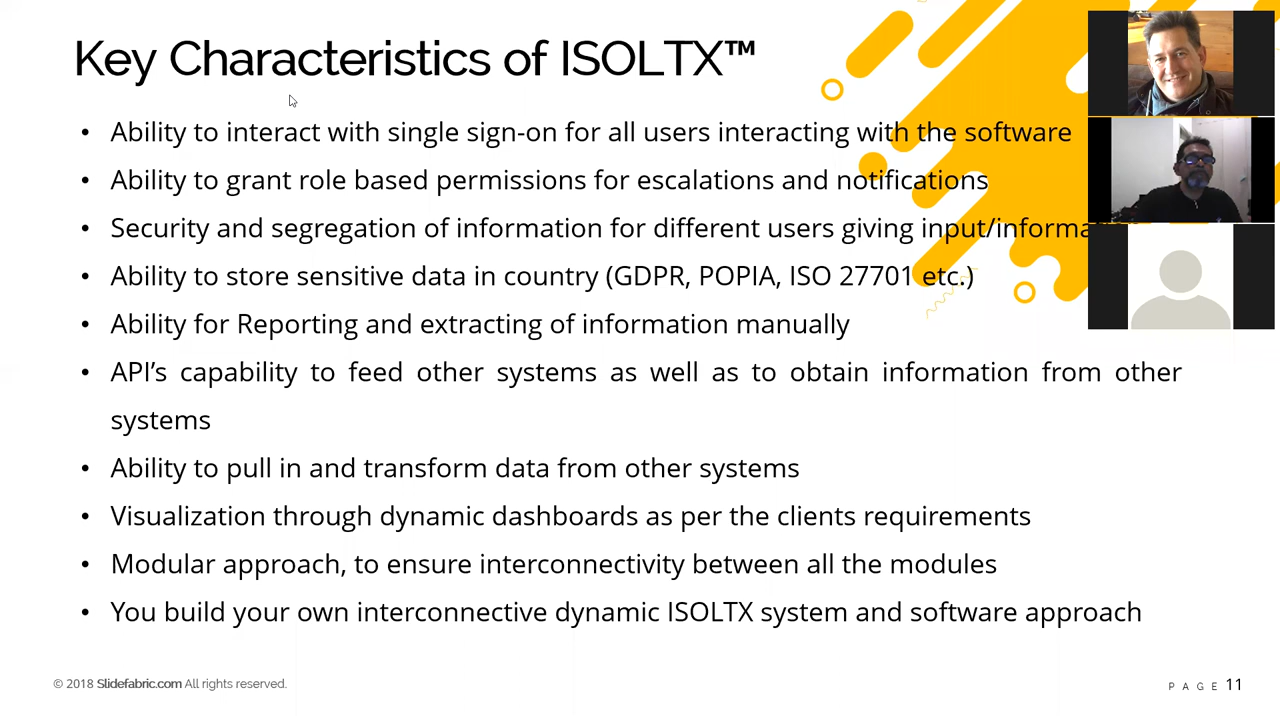 Key Characteristics of ISOLTX™
• Ability to interact with single sign-on for all users interacting with the software
• Ability to grant role based permissions for escalations and notifications
• Security and segregation of information for different users giving
• Ability to store sensitive data in country (GDPR, POPIA, ISO 27701 etc.)
• Ability for Reporting and extracting of information manually
• API's capability to feed other systems as well as to obtain information from other
systems
• Ability to pull in and transform data from other systems
• Visualization through dynamic dashboards as per the clients requirements
• Modular approach, to ensure interconnectivity between all the modules
• You build your own interconnective dynamic ISOLTX system and software approach
© 2018 Slidefabric.com All rights reserved.
PAGE 11